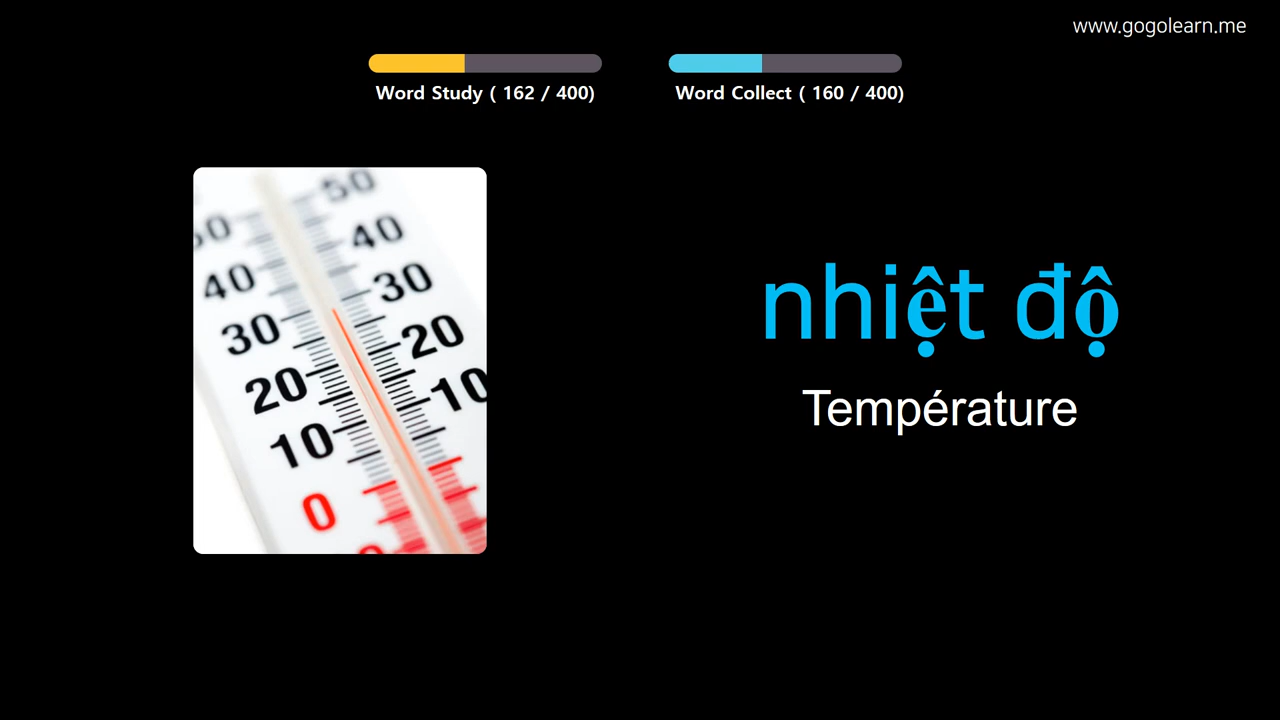 www.gogolearn.me
Word Study ( 162 / 400)
Word Collect ( 160 / 400)
50
40
30
20
10
40
30
20
10
0
nhiệt độ
Température